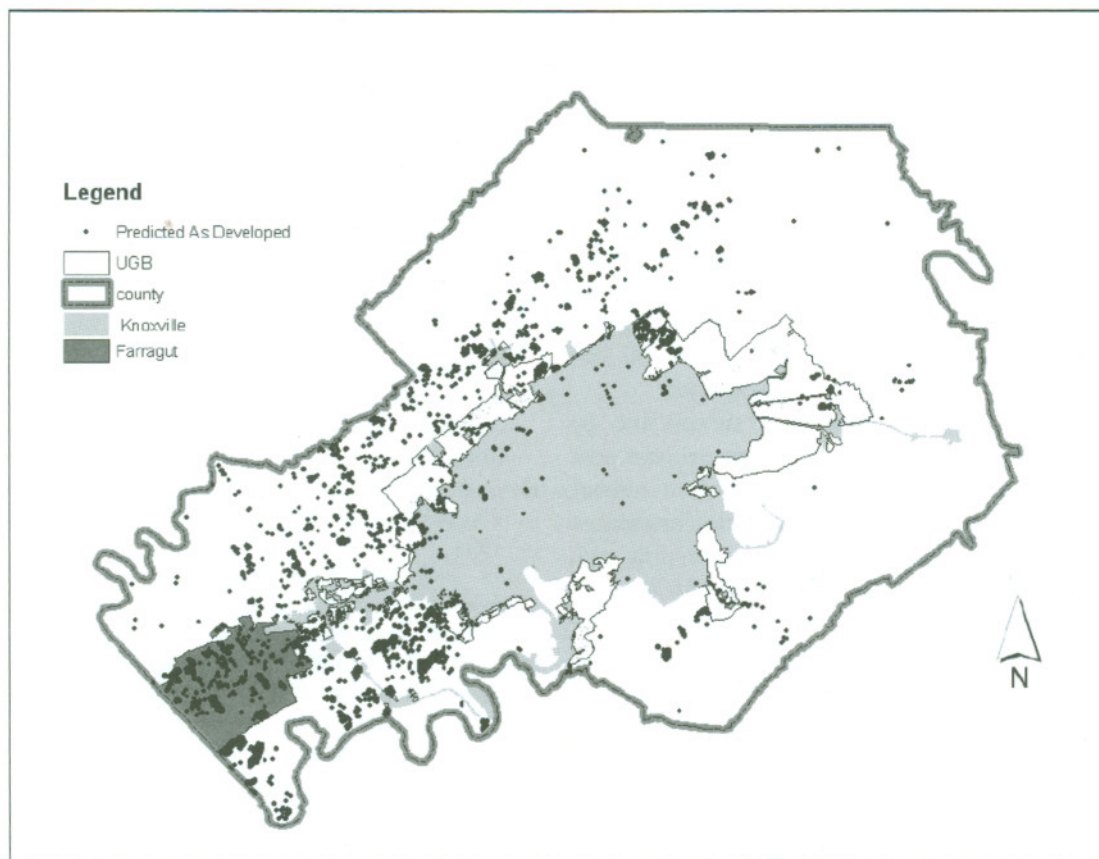 Legend
Predicted As Developed
UGB
county
Knoxville
Farragut
N